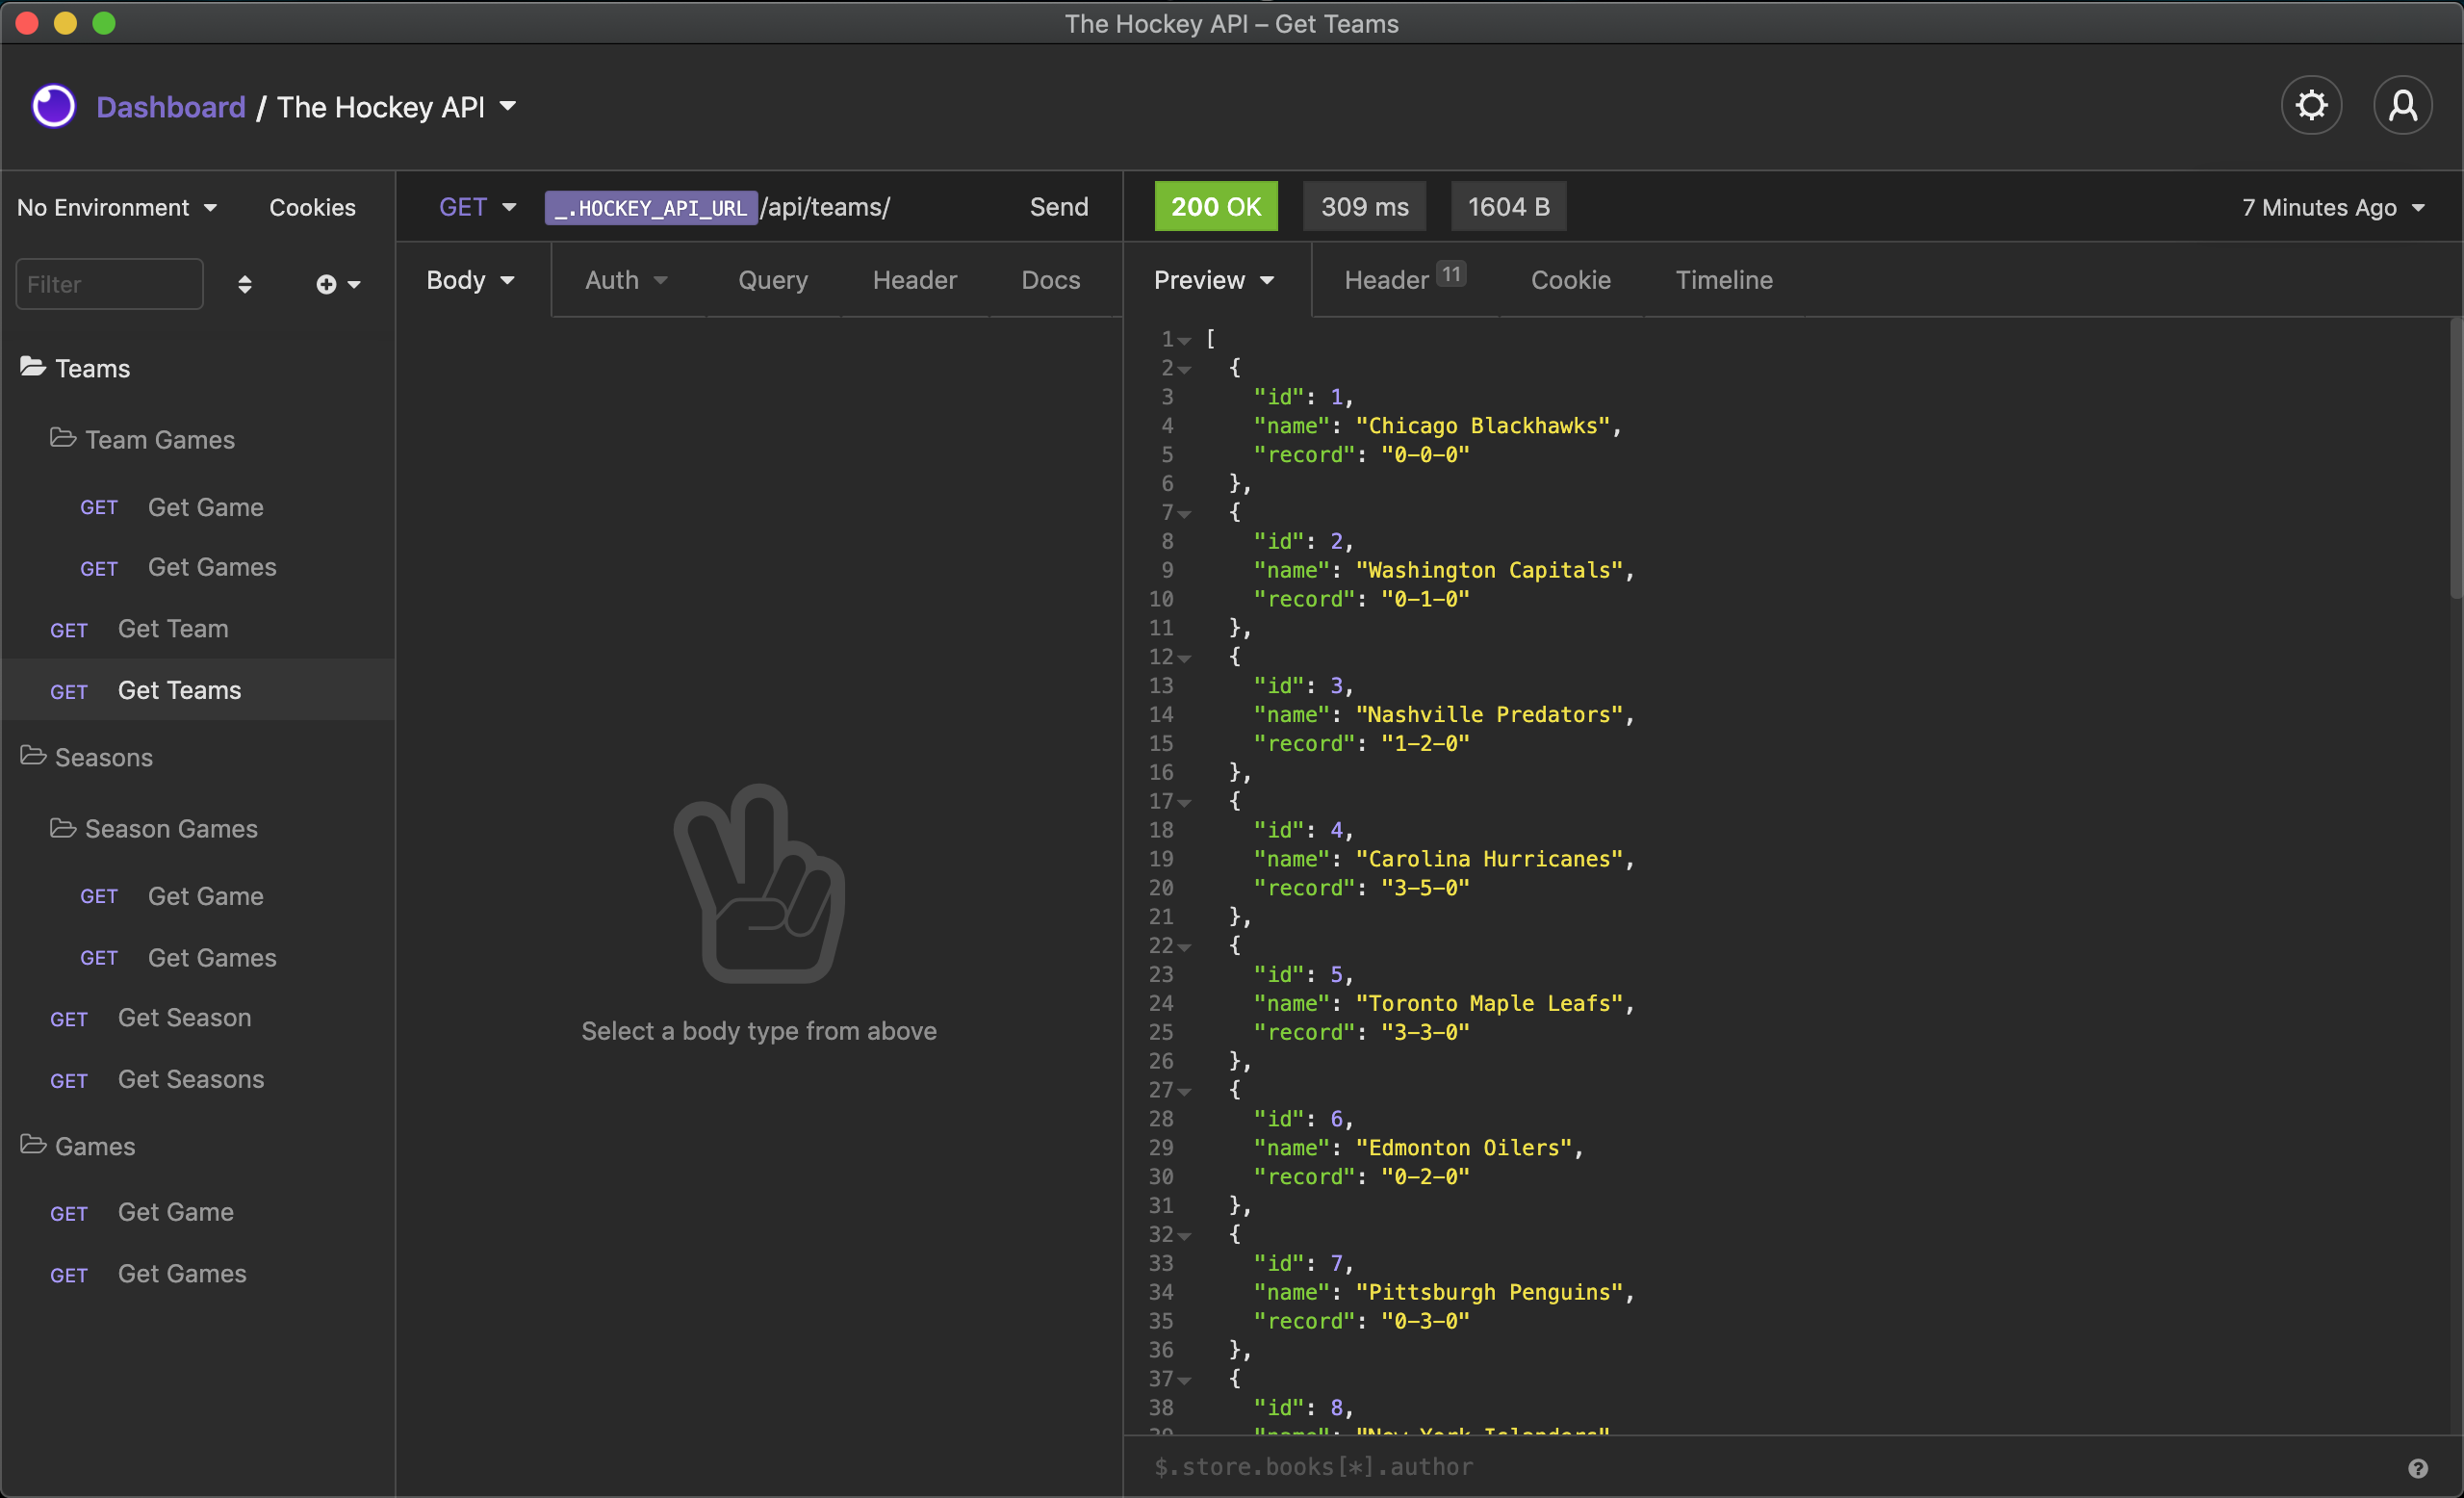 The Hockey API – Get Teams
Dashboard / The Hockey API
No Environment
Cookies
GET
_.HOCKEY_API_URL/api/teams/
Send
200 OK
309 ms
1604 B
7 Minutes Ago
Filter
Body
Auth
Query
Header
Docs
Preview
Header 11
Cookie
Timeline
Teams
Team Games
GET Get Game
GET Get Games
GET Get Team
GET Get Teams
Seasons
Season Games
GET Get Game
GET Get Games
GET Get Season
GET Get Seasons
Games
GET Get Game
GET Get Games
Select a body type from above
1 [
2 {
3 "id": 1,
4 "name": "Chicago Blackhawks",
5 "record": "0-0-0"
6 },
7 {
8 "id": 2,
9 "name": "Washington Capitals",
10 "record": "0-1-0"
11 },
12 {
13 "id": 3,
14 "name": "Nashville Predators",
15 "record": "1-2-0"
16 },
17 {
18 "id": 4,
19 "name": "Carolina Hurricanes",
20 "record": "3-5-0"
21 },
22 {
23 "id": 5,
24 "name": "Toronto Maple Leafs",
25 "record": "3-3-0"
26 },
27 {
28 "id": 6,
29 "name": "Edmonton Oilers",
30 "record": "0-2-0"
31 },
32 {
33 "id": 7,
34 "name": "Pittsburgh Penguins",
35 "record": "0-3-0"
36 },
37 {
38 "id": 8,
39 "name": "New York Islanders"
$.store.books[*].author